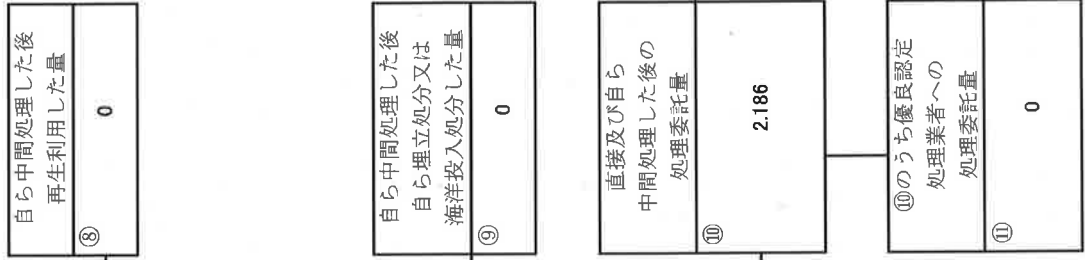 自ら中間処理した後
再生利用した量
⑧
0
自ら中間処理した後
自ら埋立処分又は
海洋投入処分した量
⑨
0
直接及び自ら
中間処理した後の
処理委託量
⑩
2.186
⑩のうち優良認定
処理業者への
処理委託量
⑪
0